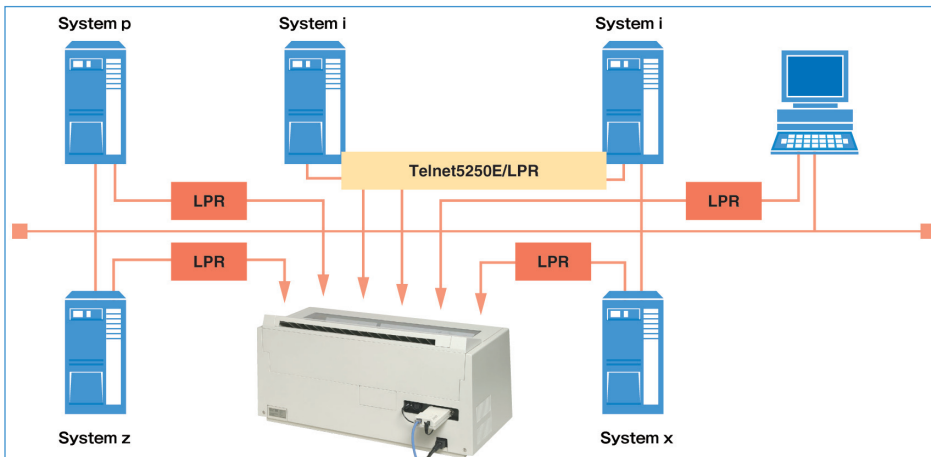 System p
System i
System i
Telnet5250E/LPR
LPR
LPR
LPR
LPR
System z
System x